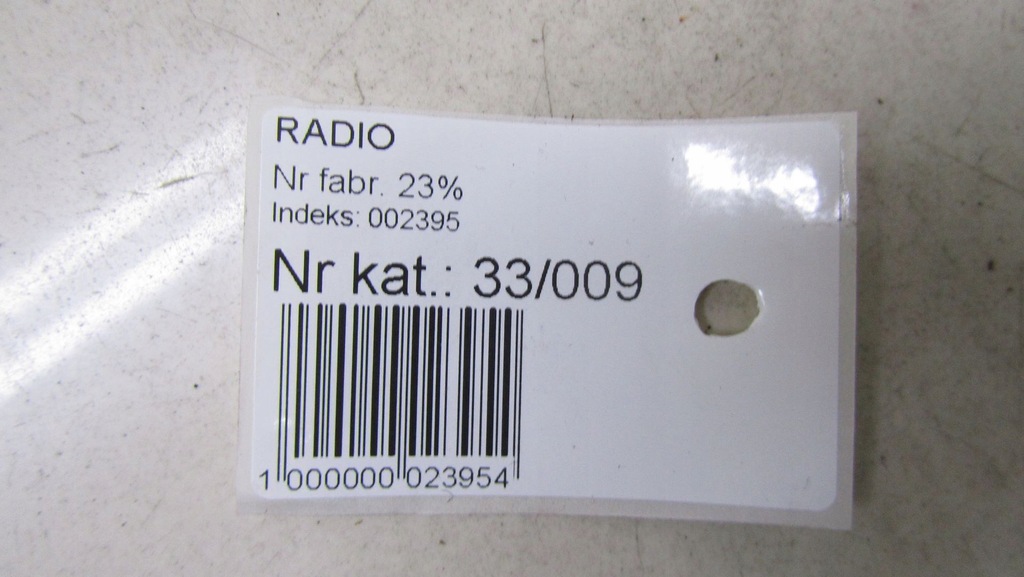 RADIO
Nr fabr. 23%
Indeks: 002395
Nr kat.: 33/009
1 000000 023954